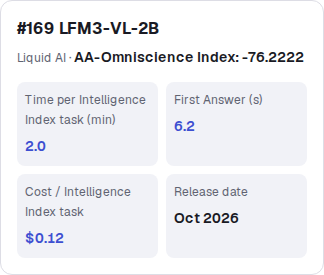 #169 LFM3-VL-2B
Liquid AI · AA-Omniscience Index: -76.2222
Time per Intelligence
Index task (min)
2.0
First Answer (s)
6.2
Cost / Intelligence
Index task
$0.12
Release date
Oct 2026